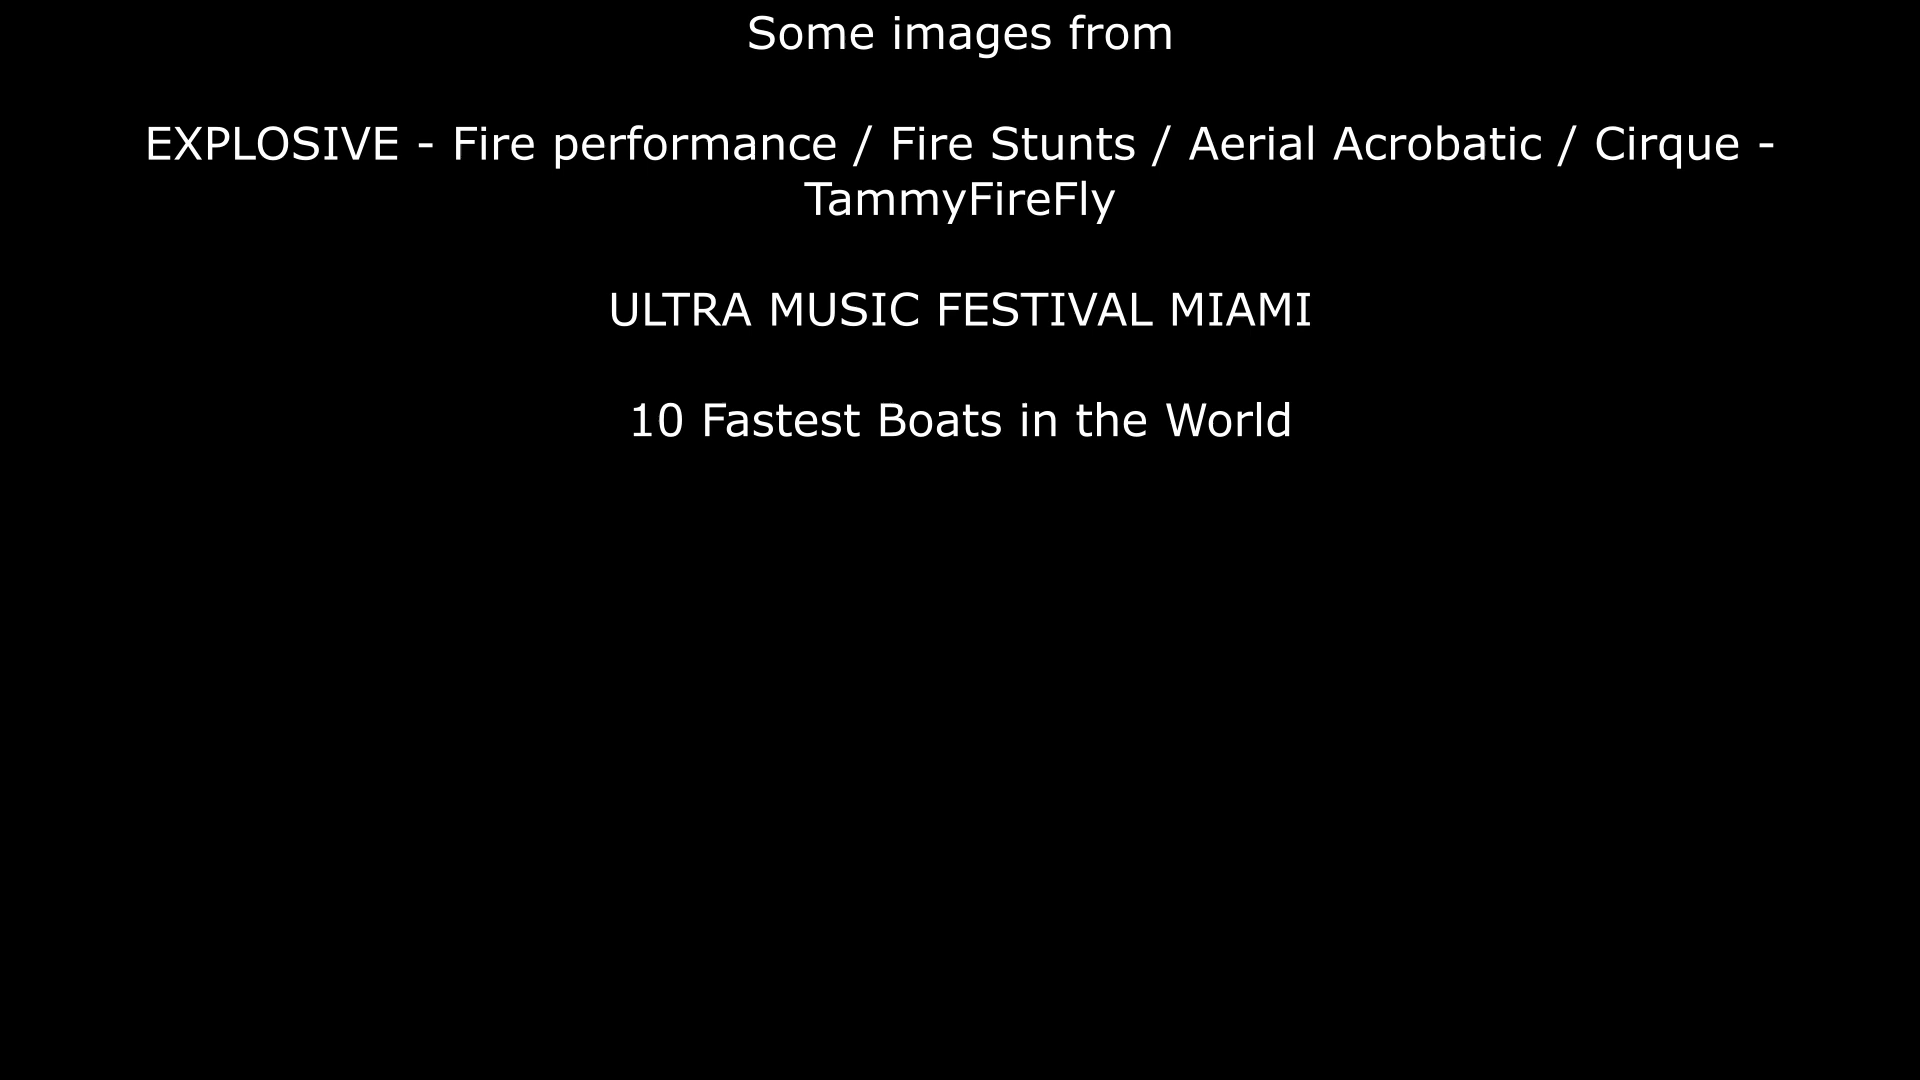 Some images from
EXPLOSIVE - Fire performance / Fire Stunts / Aerial Acrobatic / Cirque -
TammyFireFly
ULTRA MUSIC FESTIVAL MIAMI
10 Fastest Boats in the World